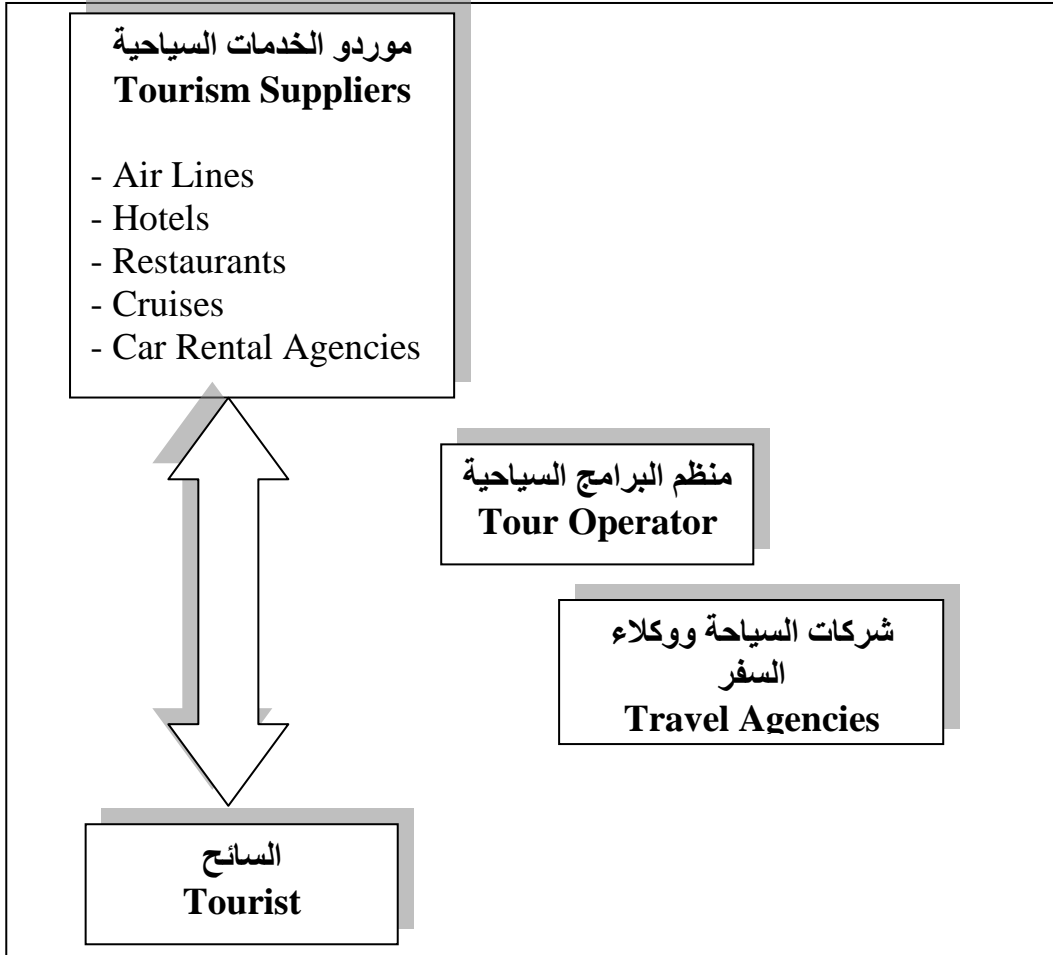 موردو الخدمات السياحية
Tourism Suppliers
- Air Lines
- Hotels
- Restaurants
- Cruises
- Car Rental Agencies
منظم البرامج السياحية
Tour Operator
شركات السياحة ووكلاء
السفر
Travel Agencies
السائح
Tourist